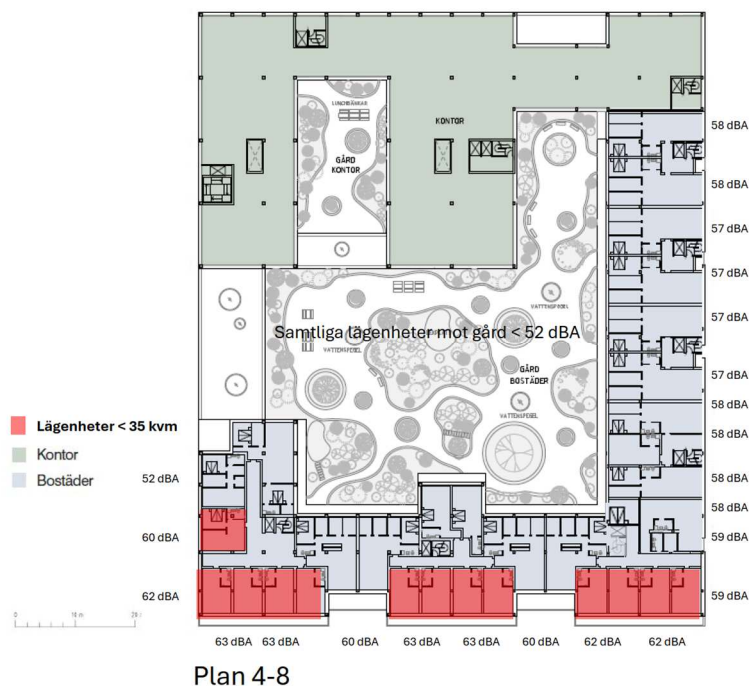 LUNCHBÄNKAR
GÅRD
KONTOR
KONTOR
58 dBA
58 dBA
57 dBA
57 dBA
57 dBA
57 dBA
58 dBA
58 dBA
58 dBA
58 dBA
59 dBA
59 dBA
VATTENSPEGEL
Samtliga lägenheter mot gård < 52 dBA
VATTENSPEGEL
GÅRD
BOSTÄDER
VATTENSPEGEL
Lägenheter < 35 kvm
Kontor
Bostäder
52 dBA
60 dBA
62 dBA
0 10 m
63 dBA 63 dBA 60 dBA 63 dBA 63 dBA 60 dBA 62 dBA 62 dBA
Plan 4-8